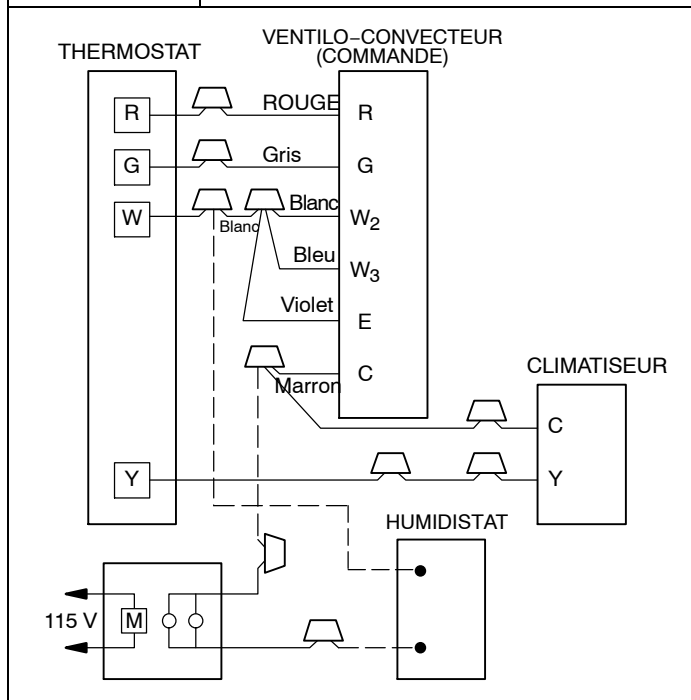 THERMOSTAT
VENTILO−CONVECTEUR
(COMMANDE)
R
ROUGE
R
G
Gris
G
W
Blanc
Blanc
W2
Bleu
W3
Violet
E
C
Marron
CLIMATISEUR
C
Y
Y
HUMIDISTAT
115 V
M